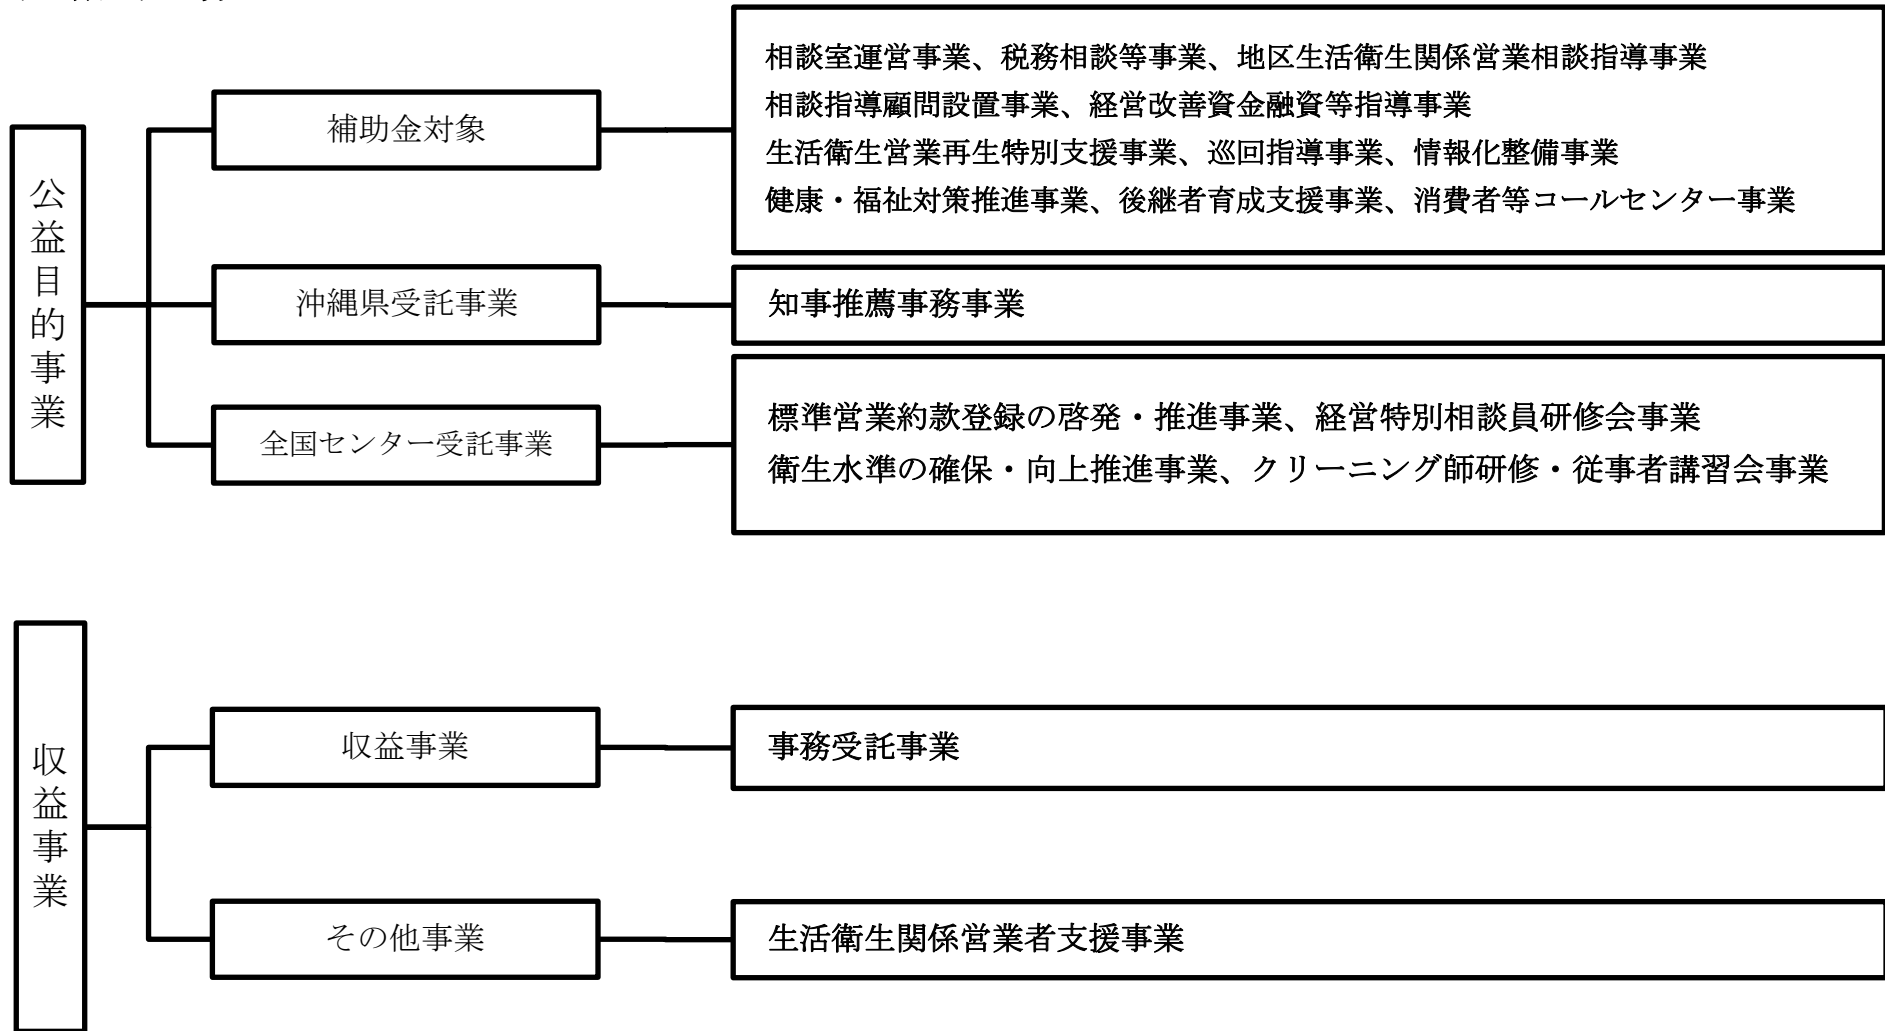 公益目的事業
補助金対象
相談室運営事業、税務相談等事業、地区生活衛生関係営業相談指導事業
相談指導顧問設置事業、経営改善資金融資等指導事業
生活衛生営業再生特別支援事業、巡回指導事業、情報化整備事業
健康・福祉対策推進事業、後継者育成支援事業、消費者等コールセンター事業
沖縄県受託事業
知事推薦事務事業
全国センター受託事業
標準営業約款登録の啓発・推進事業、経営特別相談員研修会事業
衛生水準の確保・向上推進事業、クリーニング師研修・従事者講習会事業
収益事業
収益事業
事務受託事業
その他事業
生活衛生関係営業者支援事業